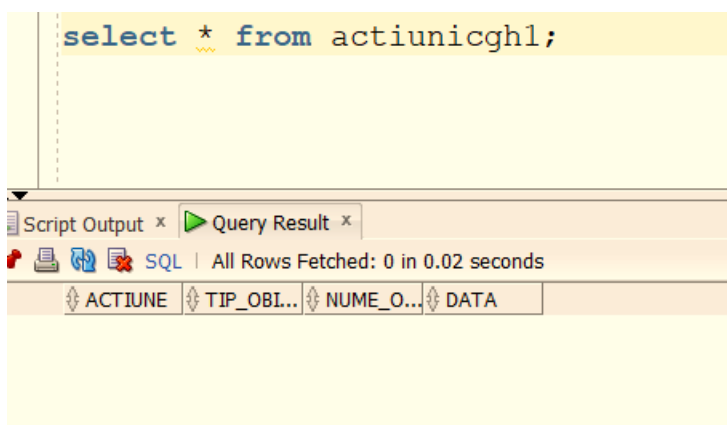 select * from actiunicgh1;
Script Output x Query Result x
SQL | All Rows Fetched: 0 in 0.02 seconds
ACTIUNE TIP_OBI... NUME_O... DATA